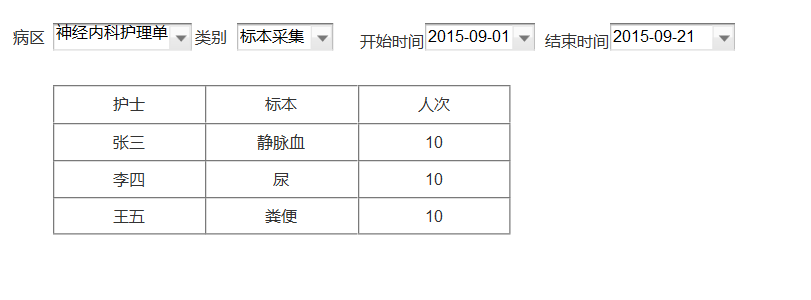 病区 神经内科护理单 类别 标本采集 开始时间 2015-09-01 结束时间 2015-09-21
护士 标本 人次
张三 静脉血 10
李四 尿 10
王五 粪便 10